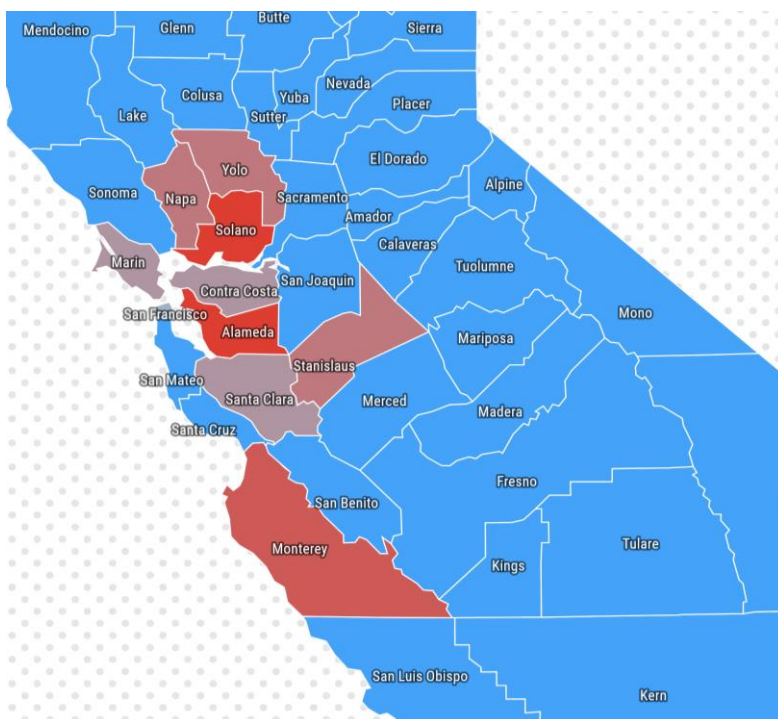 Mendocino
Glenn
Butte
Sierra
Colusa
Yuba
Nevada
Placer
Lake
Sutter
El Dorado
Yolo
Sonoma
Napa
Sacramento
Alpine
Amador
Solano
Calaveras
Marin
Tuolumne
Contra Costa
San Joaquin
San Francisco
Mono
Alameda
Mariposa
Stanislaus
San Mateo
Santa Clara
Merced
Madera
Santa Cruz
Fresno
San Benito
Monterey
Tulare
Kings
San Luis Obispo
Kern